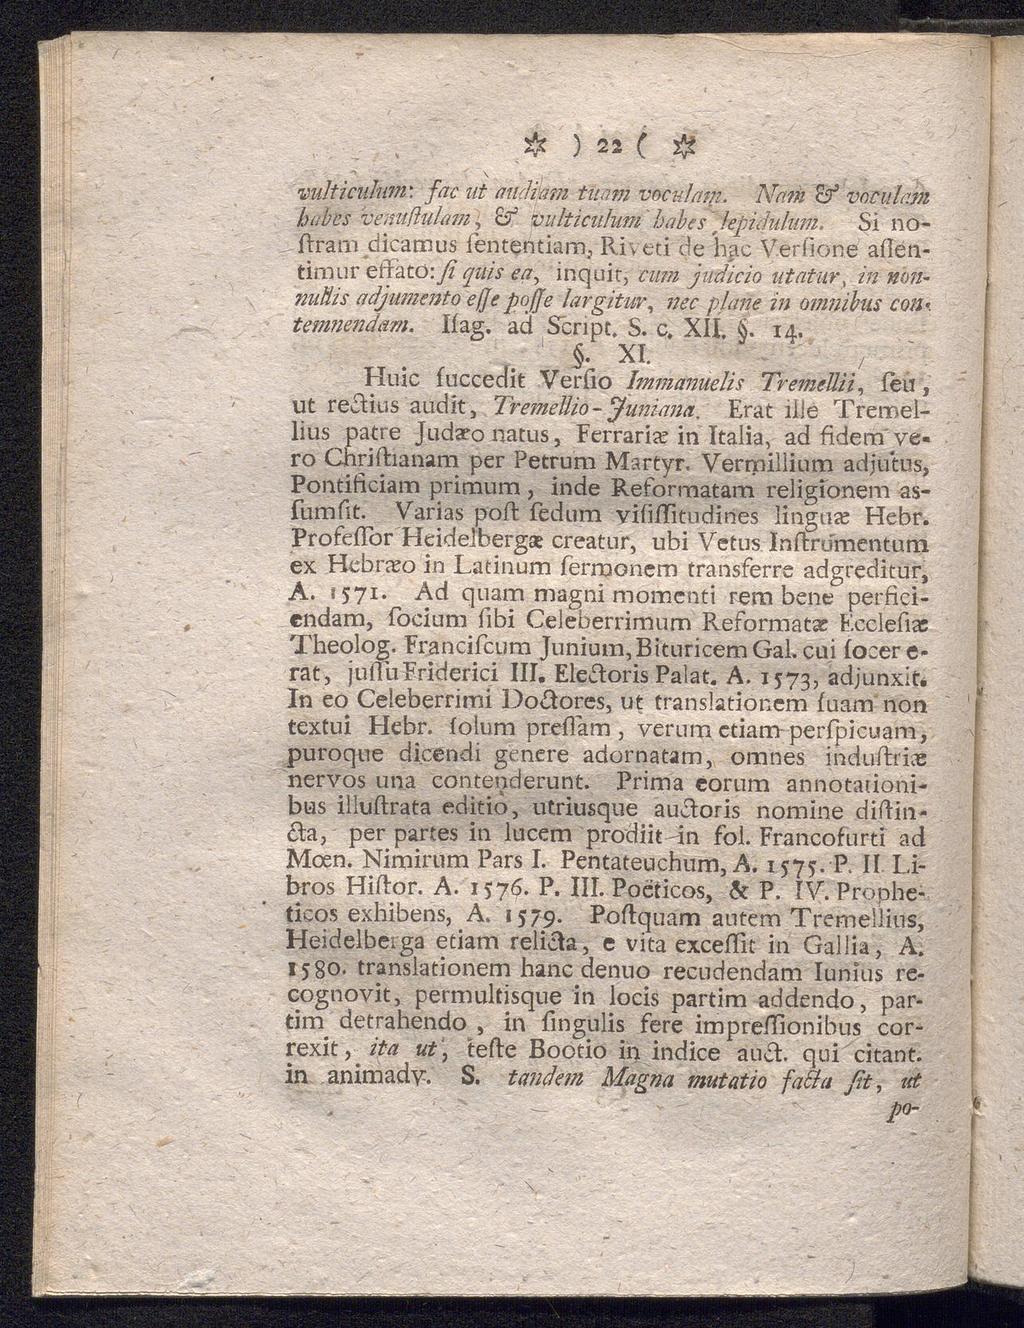 ✡ ) 22 ( ✡
vulticulum: fac ut audiam tuam voculam. Nam & voculam
habes venuſtulam, & vulticulum habes lepidulum. Si no-
ſtram dicamus ſententiam, Riveti de hac Verſione aſſen-
timur effato: ſi quis ea, inquit, cum judicio utatur, in non-
nullis adjumento eſſe poſſe largitur, nec plane in omnibus con-
temnendam. Iſag. ad Script. S. c. XII. §. 14.
§. XI.
Huic ſuccedit Verſio Immanuelis Tremellii, ſeu,
ut rectius audit, Tremellio-Juniana. Erat ille Tremel-
lius patre Judæo natus, Ferrariæ in Italia, ad fidem ve-
ro Chriſtianam per Petrum Martyr. Vermillium adjutus,
Pontificiam primum, inde Reformatam religionem as-
ſumſit. Varias poſt ſedum viſiſſitudines linguæ Hebr.
Profeſſor Heidelbergæ creatur, ubi Vetus Inſtrumentum
ex Hebræo in Latinum ſermonem transferre adgreditur,
A. 1571. Ad quam magni momenti rem bene perfici-
endam, ſocium ſibi Celeberrimum Reformatæ Eccleſiæ
Theolog. Franciſcum Junium, Bituricem Gal. cui ſocer e-
rat, juſſu Friderici III. Electoris Palat. A. 1573, adjunxit.
In eo Celeberrimi Doctores, ut translationem ſuam non
textui Hebr. ſolum preſſam, verum etiam perſpicuam,
puroque dicendi genere adornatam, omnes induſtriæ
nervos una contenderunt. Prima eorum annotationi-
bus illuſtrata editio, utriusque auctoris nomine diſtin-
cta, per partes in lucem prodiit in fol. Francofurti ad
Mœn. Nimirum Pars I. Pentateuchum, A. 1575. P. II Li-
bros Hiſtor. A. 1576. P. III. Poëticos, & P. IV. Prophe-
ticos exhibens, A. 1579. Poſtquam autem Tremellius,
Heidelberga etiam relicta, e vita exceſſit in Gallia, A.
1580. translationem hanc denuo recudendam Iunius re-
cognovit, permultisque in locis partim addendo, par-
tim detrahendo, in ſingulis fere impreſſionibus cor-
rexit, ita ut, teſte Bootio in indice auct. qui citant.
in animadv. S. tandem Magna mutatio facta ſit, ut
po-